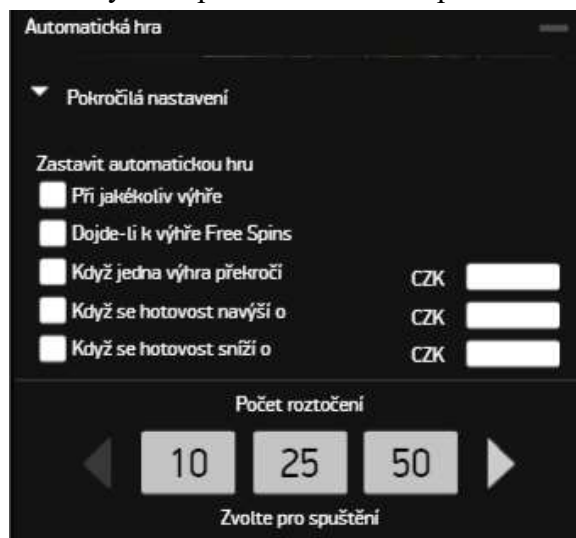 Automatická hra
Pokročilá nastavení
Zastavit automatickou hru
Při jakékoliv výhře
Dojde-li k výhře Free Spins
Když jedna výhra překročí CZK
Když se hotovost navýší o CZK
Když se hotovost sníží o CZK
Počet roztočení
10 25 50
Zvolte pro spuštění